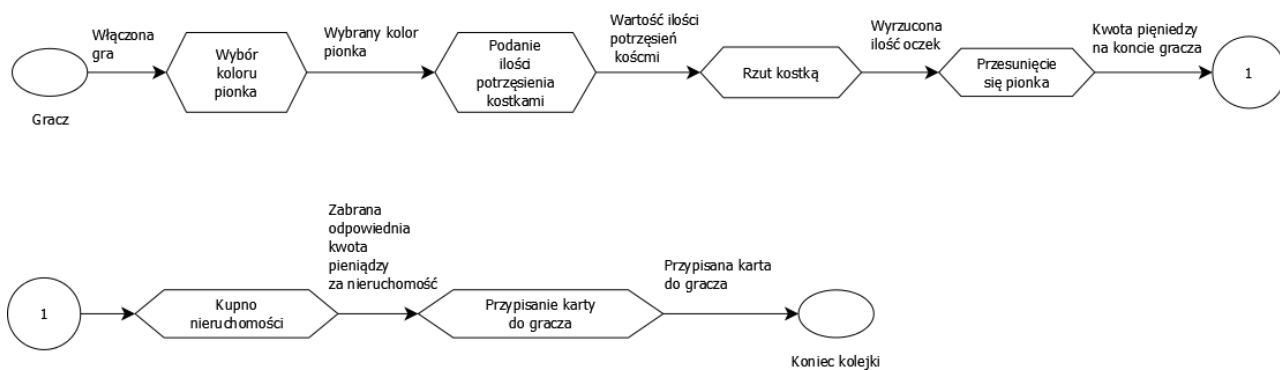 Włączona
gra
Gracz
Wybór
koloru
pionka
Wybrany kolor
pionka
Podanie
ilości
potrzęsienia
kostkami
Wartość ilości
potrzęsień
kośćmi
Rzut kostką
Wyrzucona
ilość oczek
Przesunięcie
się pionka
Kwota pięniedzy
na koncie gracza
1
1
Kupno
nieruchomości
Zabrana
odpowiednia
kwota
pieniądzy
za nieruchomość
Przypisanie karty
do gracza
Przypisana karta
do gracza
Koniec kolejki